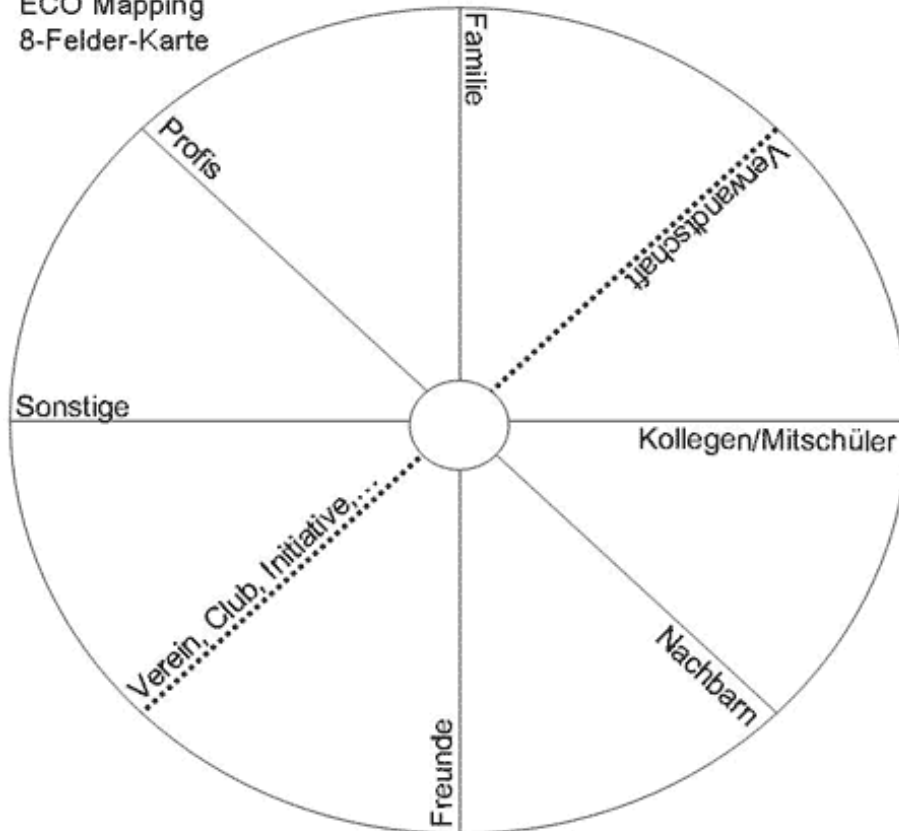 ECO Mapping
8-Felder-Karte
Familie
Profis
Verwandtschaft
Sonstige
Kollegen/Mitschüler
Verein, Club, Initiative,...
Nachbarn
Freunde